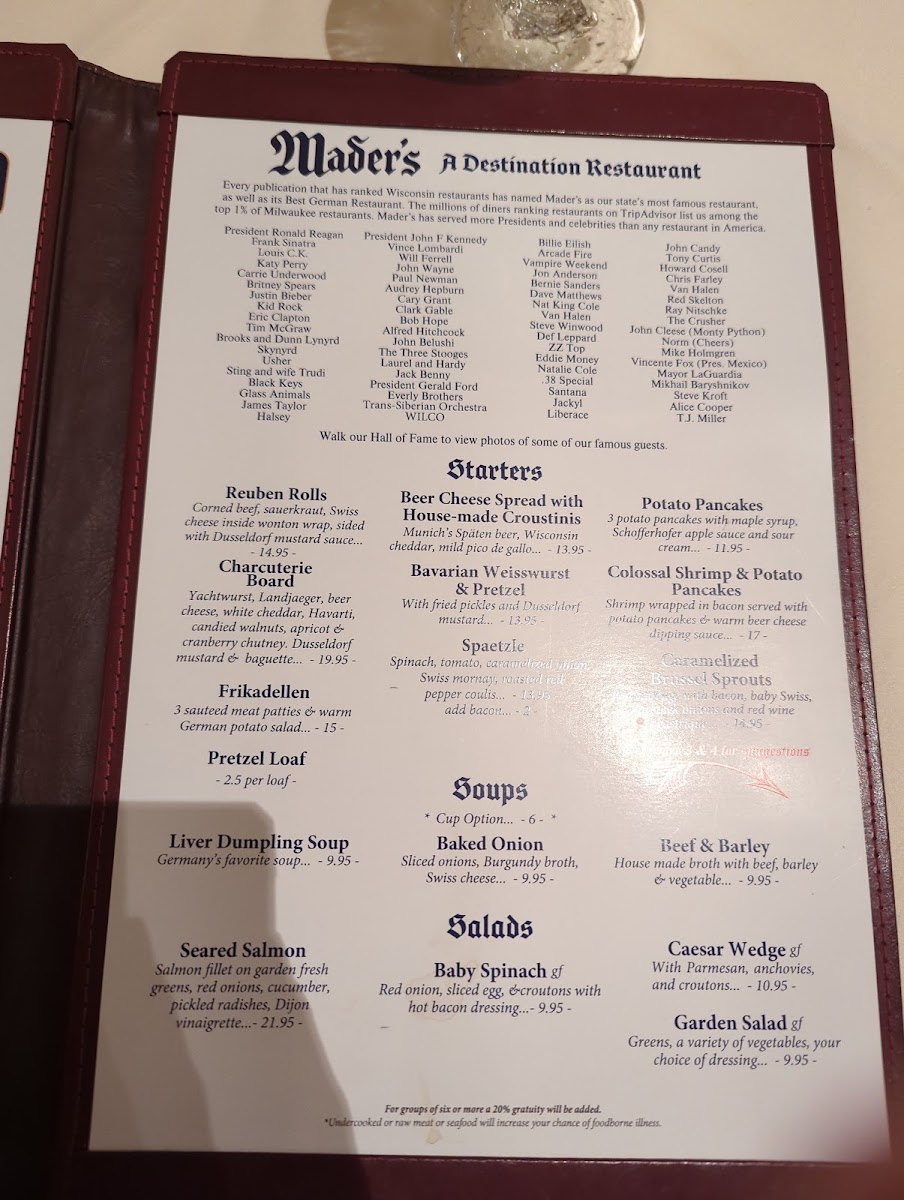 Mader's A Destination Restaurant
Every publication that has ranked Wisconsin restaurants has named Mader's as our state's most famous restaurant,
as well as its Best German Restaurant. The millions of diners ranking restaurants on TripAdvisor list us among the
top 1% of Milwaukee restaurants. Mader's has served more Presidents and celebrities than any restaurant in America.
President Ronald Reagan
Frank Sinatra
Louis C.K.
Katy Perry
Carrie Underwood
Britney Spears
Justin Bieber
Kid Rock
Eric Clapton
Tim McGraw
Brooks and Dunn Lynyrd
Skynyrd
Usher
Sting and wife Trudi
Black Keys
Glass Animals
James Taylor
Halsey
President John F Kennedy
Vince Lombardi
Will Ferrell
John Wayne
Paul Newman
Audrey Hepburn
Cary Grant
Clark Gable
Bob Hope
Alfred Hitchcock
John Belushi
The Three Stooges
Laurel and Hardy
Jack Benny
President Gerald Ford
Everly Brothers
Trans-Siberian Orchestra
WILCO
Billie Eilish
Arcade Fire
Vampire Weekend
Jon Anderson
Bernie Sanders
Dave Matthews
Nat King Cole
Van Halen
Steve Winwood
Def Leppard
ZZ Top
Eddie Money
Natalie Cole
.38 Special
Santana
Jackyl
Liberace
John Candy
Tony Curtis
Howard Cosell
Chris Farley
Van Halen
Red Skelton
Ray Nitschke
The Crusher
John Cleese (Monty Python)
Norm (Cheers)
Mike Holmgren
Vincente Fox (Pres. Mexico)
Mayor LaGuardia
Mikhail Baryshnikov
Steve Kroft
Alice Cooper
T.J. Miller
Walk our Hall of Fame to view photos of some of our famous guests.
Starters
Reuben Rolls
Corned beef, sauerkraut, Swiss
cheese inside wonton wrap, sided
with Dusseldorf mustard sauce...
- 14.95 -
Charcuterie
Board
Yachtwurst, Landjaeger, beer
cheese, white cheddar, Havarti,
candied walnuts, apricot &
cranberry chutney. Dusseldorf
mustard & baguette... - 19.95 -
Frikadellen
3 sauteed meat patties & warm
German potato salad... - 15 -
Pretzel Loaf
- 2.5 per loaf -
Beer Cheese Spread with
House-made Croustinis
Munich's Späten beer, Wisconsin
cheddar, mild pico de gallo... - 13.95 -
Bavarian Weisswurst
& Pretzel
With fried pickles and Dusseldorf
mustard... - 13.95 -
Spaetzle
Spinach, tomato, caramelized onion,
Swiss mornay, roasted red
pepper coulis... - 13.95 -
add bacon... - 2 -
Potato Pancakes
3 potato pancakes with maple syrup,
Schofferhofer apple sauce and sour
cream... - 11.95 -
Colossal Shrimp & Potato
Pancakes
Shrimp wrapped in bacon served with
potato pancakes & warm beer cheese
dipping sauce... - 17 -
Caramelized
Brussel Sprouts
with bacon, baby Swiss,
onions and red wine
- 14.95 -
3 & 4 for suggestions
Soups
* Cup Option... - 6 - *
Liver Dumpling Soup
Germany's favorite soup... - 9.95 -
Baked Onion
Sliced onions, Burgundy broth,
Swiss cheese... - 9.95 -
Beef & Barley
House made broth with beef, barley
& vegetable... - 9.95 -
Salads
Seared Salmon
Salmon fillet on garden fresh
greens, red onions, cucumber,
pickled radishes, Dijon
vinaigrette...- 21.95 -
Baby Spinach gf
Red onion, sliced egg, &croutons with
hot bacon dressing...- 9.95 -
Caesar Wedge gf
With Parmesan, anchovies,
and croutons... - 10.95 -
Garden Salad gf
Greens, a variety of vegetables, your
choice of dressing... - 9.95 -
For groups of six or more a 20% gratuity will be added.
*Undercooked or raw meat or seafood will increase your chance of foodborne illness.